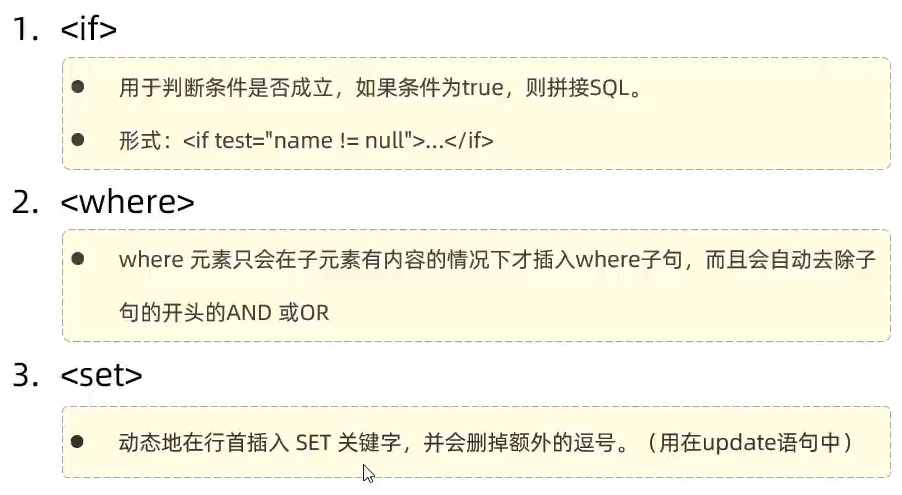 1. <if>
● 用于判断条件是否成立，如果条件为true，则拼接SQL。
● 形式：<if test="name != null">…</if>
2. <where>
● where 元素只会在子元素有内容的情况下才插入where子句，而且会自动去除子
句的开头的AND 或OR
3. <set>
● 动态地在行首插入 SET 关键字，并会删掉额外的逗号。（用在update语句中）